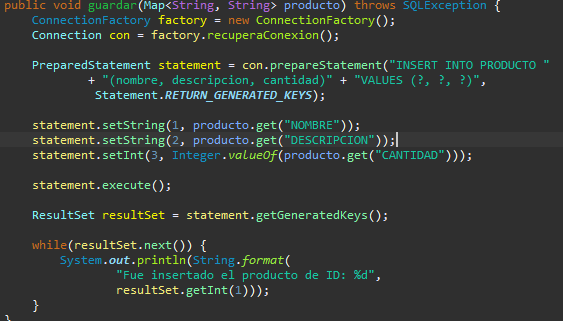 public void guardar(Map<String, String> producto) throws SQLException {
ConnectionFactory factory = new ConnectionFactory();
Connection con = factory.recuperaConexion();
PreparedStatement statement = con.prepareStatement("INSERT INTO PRODUCTO "
+ "(nombre, descripcion, cantidad)" + "VALUES (?, ?, ?)",
Statement.RETURN_GENERATED_KEYS);
statement.setString(1, producto.get("NOMBRE"));
statement.setString(2, producto.get("DESCRIPCION"));
statement.setInt(3, Integer.valueOf(producto.get("CANTIDAD")));
statement.execute();
ResultSet resultSet = statement.getGeneratedKeys();
while(resultSet.next()) {
System.out.println(String.format(
"Fue insertado el producto de ID: %d",
resultSet.getInt(1)));
}
}